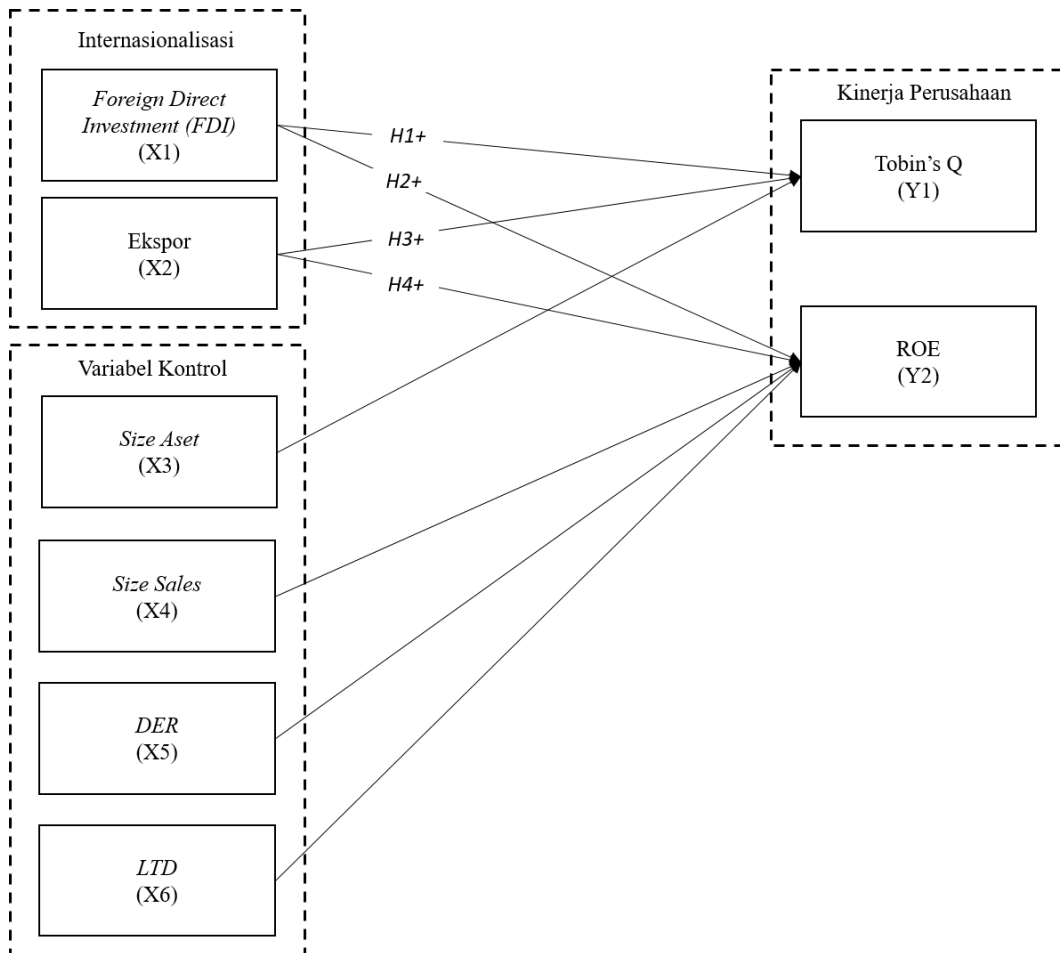 Internasionalisasi
Foreign Direct
Investment (FDI)
(X1)
Ekspor
(X2)
Variabel Kontrol
Size Aset
(X3)
Size Sales
(X4)
DER
(X5)
LTD
(X6)
H1+
H2+
H3+
H4+
Kinerja Perusahaan
Tobin’s Q
(Y1)
ROE
(Y2)